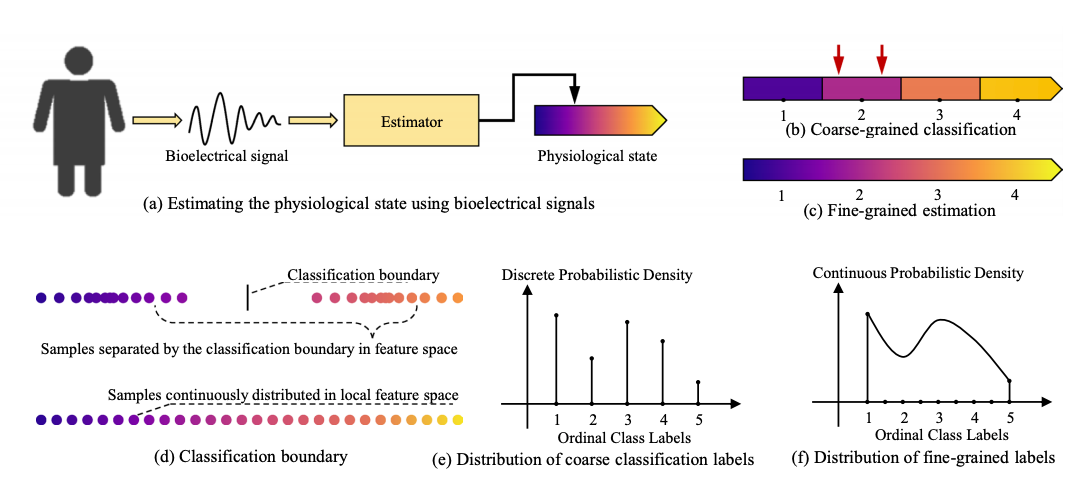 Bioelectrical signal
Estimator
Physiological state
(a) Estimating the physiological state using bioelectrical signals
1 2 3 4
(b) Coarse-grained classification
1 2 3 4
(c) Fine-grained estimation
Classification boundary
Samples separated by the classification boundary in feature space
Samples continuously distributed in local feature space
(d) Classification boundary
Discrete Probabilistic Density
1 2 3 4 5
Ordinal Class Labels
(e) Distribution of coarse classification labels
Continuous Probabilistic Density
1 2 3 4 5
Ordinal Class Labels
(f) Distribution of fine-grained labels